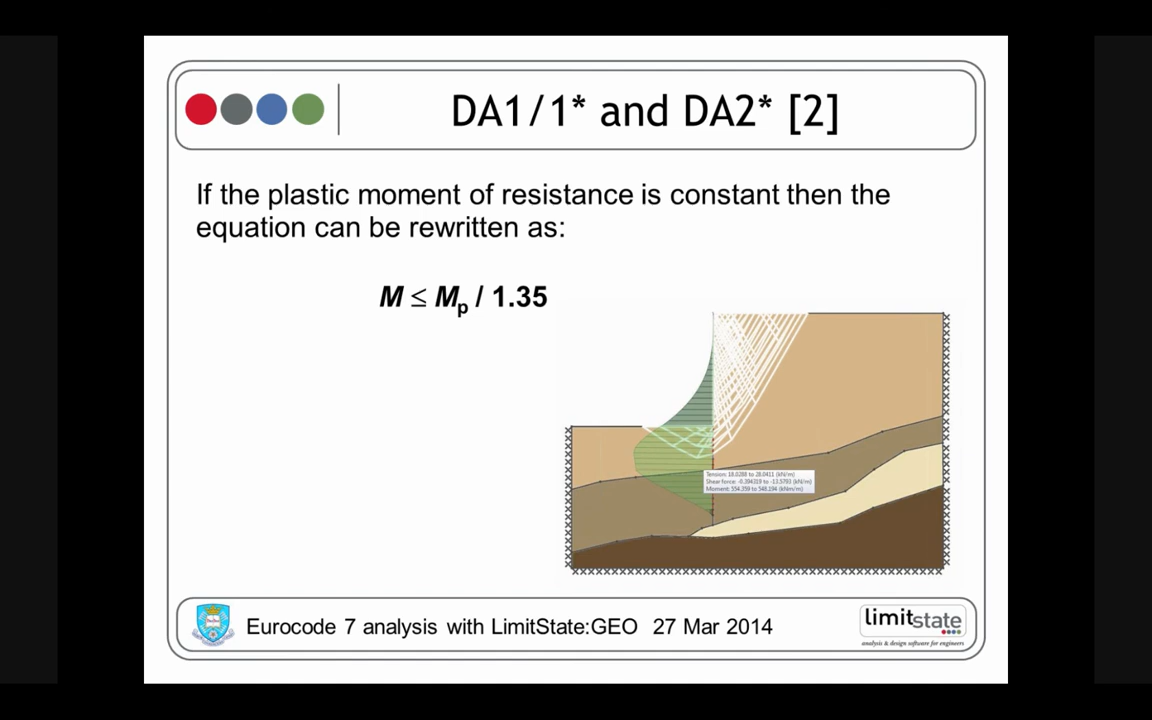 DA1/1* and DA2* [2]
If the plastic moment of resistance is constant then the
equation can be rewritten as:
M ≤ Mp / 1.35
Tension: 18.0288 to 28.0411 (kN/m)
Shear force: -0.394319 to -13.5793 (kN/m)
Moment: 554.359 to 548.194 (kNm/m)
Eurocode 7 analysis with LimitState:GEO 27 Mar 2014
limitstate
analysis & design software for engineers